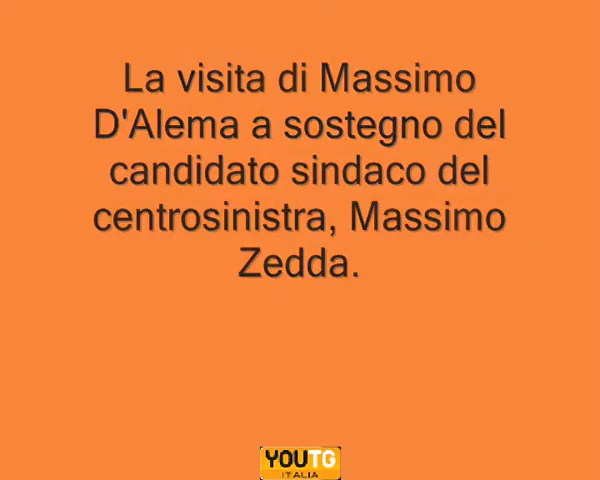 La visita di Massimo
D'Alema a sostegno del
candidato sindaco del
centrosinistra, Massimo
Zedda.
YOUTG
ITALIA